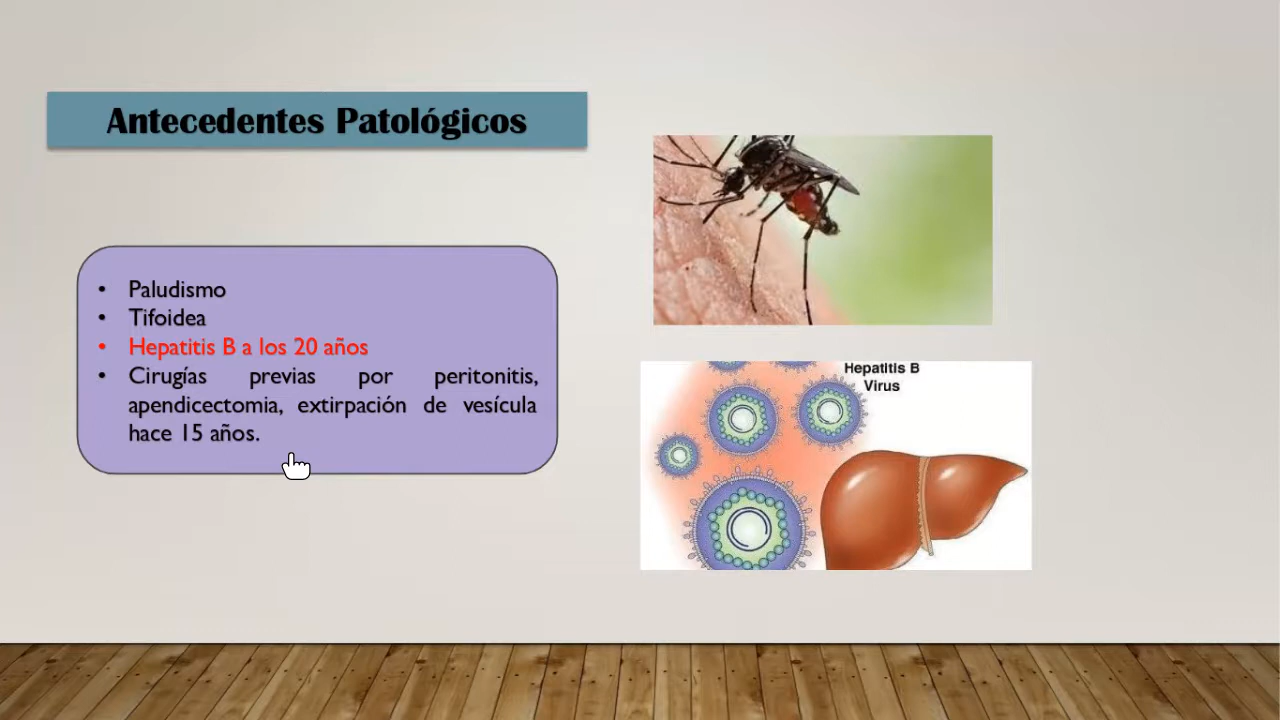 Antecedentes Patológicos
• Paludismo
• Tifoidea
• Hepatitis B a los 20 años
• Cirugías previas por peritonitis,
apendicectomia, extirpación de vesícula
hace 15 años.
Hepatitis B
Virus